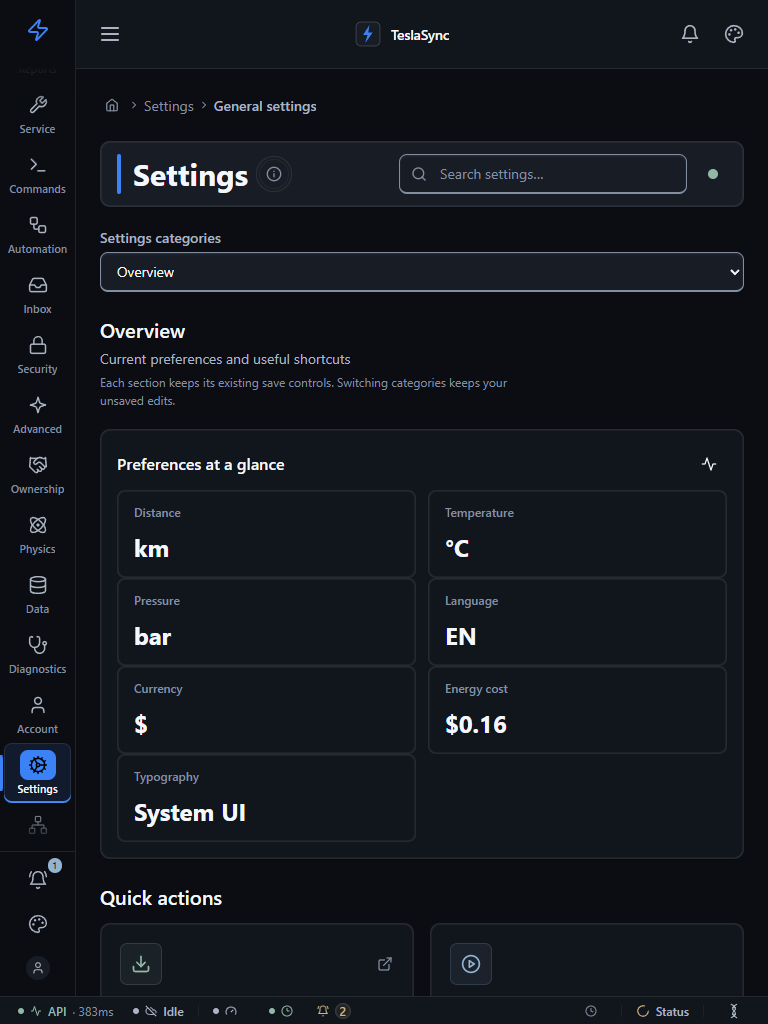 TeslaSync
Reports
Service
Commands
Automation
Inbox
Security
Advanced
Ownership
Physics
Data
Diagnostics
Account
Settings
1
Settings
General settings
Settings
Search settings...
Settings categories
Overview
Overview
Current preferences and useful shortcuts
Each section keeps its existing save controls. Switching categories keeps your
unsaved edits.
Preferences at a glance
Distance
km
Temperature
°C
Pressure
bar
Language
EN
Currency
$
Energy cost
$0.16
Typography
System UI
Quick actions
API · 383ms
Idle
2
Status